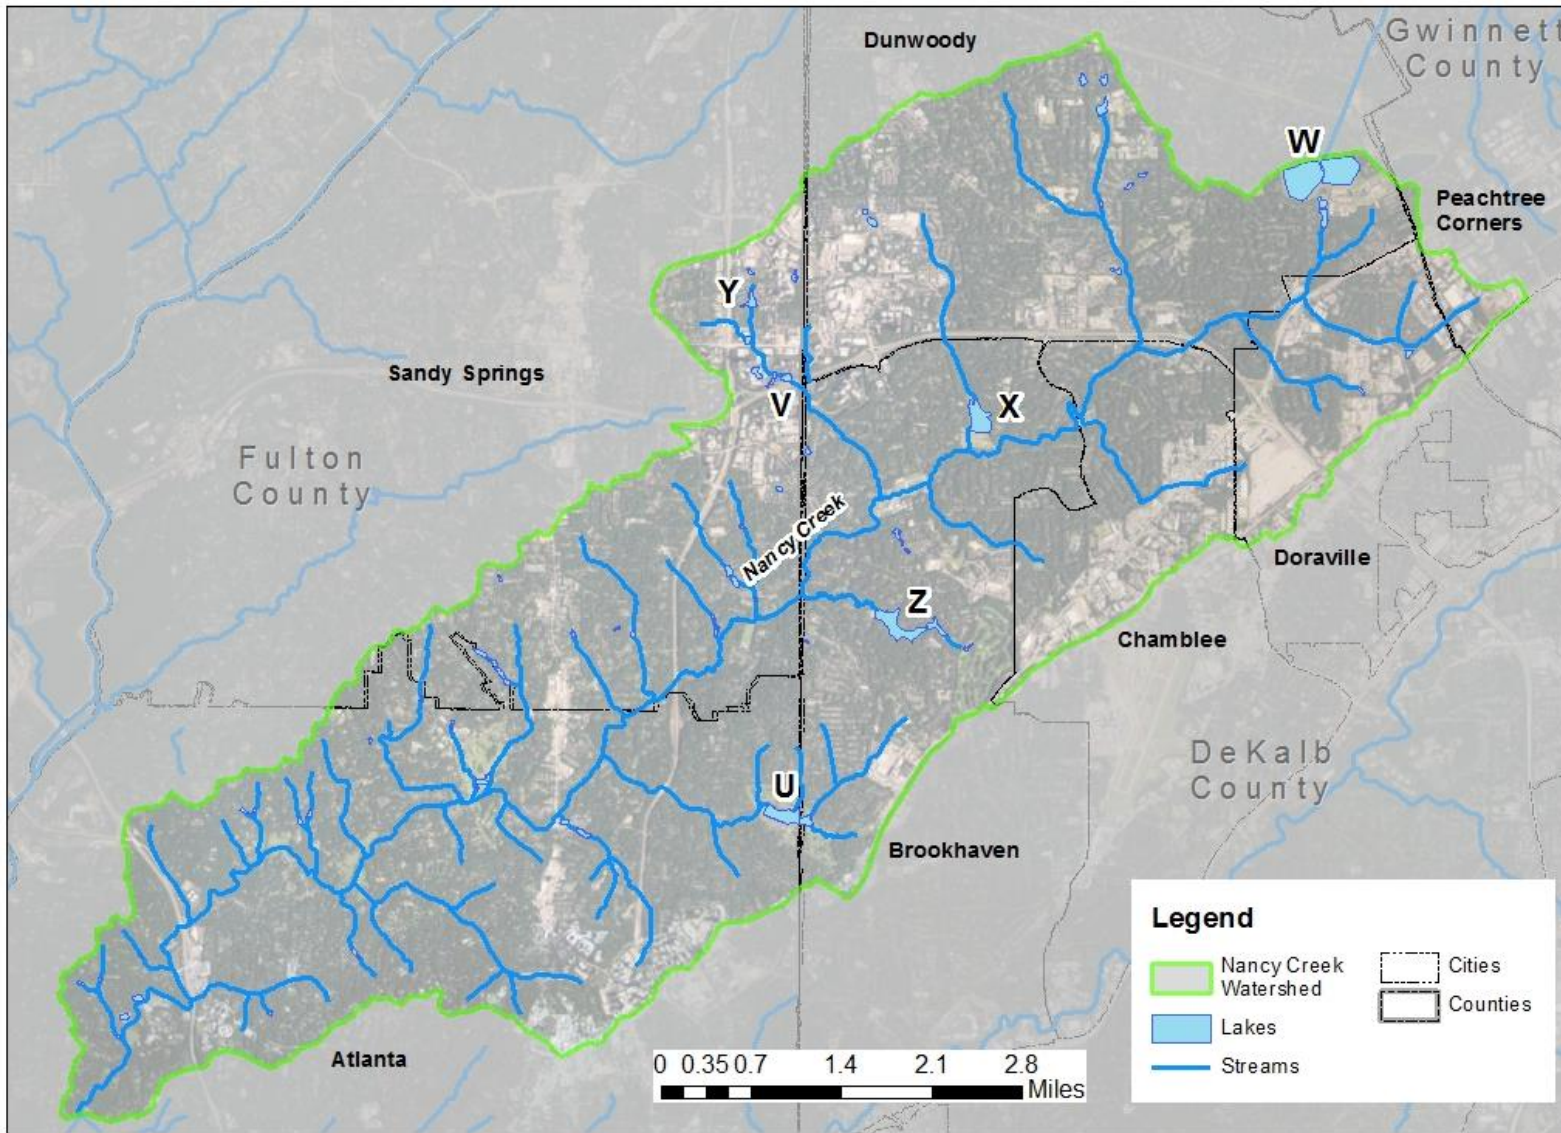 Dunwoody
Gwinnett
County
W
Peachtree
Corners
Y
Sandy Springs
V
X
Fulton
County
Nancy Creek
Doraville
Z
Chamblee
DeKalb
County
U
Brookhaven
Atlanta
0 0.35 0.7 1.4 2.1 2.8
Miles
Legend
Nancy Creek
Watershed
Lakes
Streams
Cities
Counties